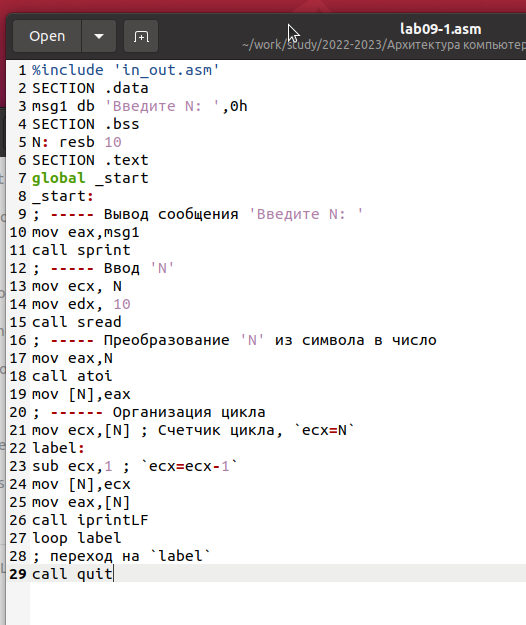 Open
lab09-1.asm
~/work/study/2022-2023/Архитектура компьютер
1 %include 'in_out.asm'
2 SECTION .data
3 msg1 db 'Введите N: ',0h
4 SECTION .bss
5 N: resb 10
6 SECTION .text
7 global _start
8 _start:
9 ; ----- Вывод сообщения 'Введите N: '
10 mov eax,msg1
11 call sprint
12 ; ----- Ввод 'N'
13 mov ecx, N
14 mov edx, 10
15 call sread
16 ; ----- Преобразование 'N' из символа в число
17 mov eax,N
18 call atoi
19 mov [N],eax
20 ; ------ Организация цикла
21 mov ecx,[N] ; Счетчик цикла, `ecx=N`
22 label:
23 sub ecx,1 ; `ecx=ecx-1`
24 mov [N],ecx
25 mov eax,[N]
26 call iprintLF
27 loop label
28 ; переход на `label`
29 call quit